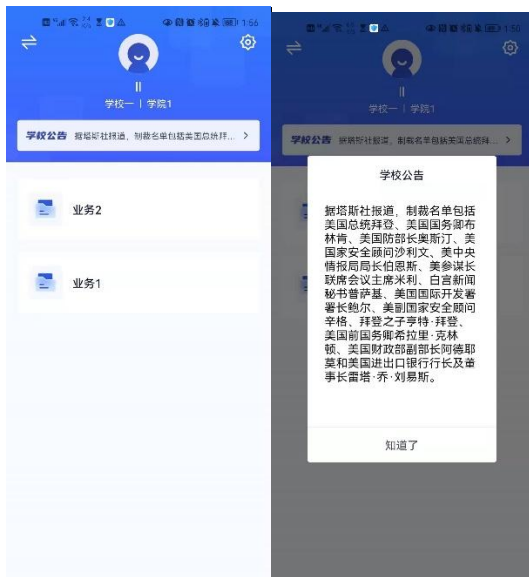 1:56
II
学校一 | 学院1
学校公告 据塔斯社报道，制裁名单包括美国总统拜... >
业务2
业务1
1:50
II
学校一 | 学院1
学校公告 据塔斯社报道，制裁名单包括美国总统拜... >
学校公告
据塔斯社报道，制裁名单包括
美国总统拜登、美国国务卿布
林肯、美国防部长奥斯汀、美
国家安全顾问沙利文、美中央
情报局局长伯恩斯、美参谋长
联席会议主席米利、白宫新闻
秘书普萨基、美国国际开发署
署长鲍尔、美副国家安全顾问
辛格、拜登之子亨特·拜登、
美国前国务卿希拉里·克林
顿、美国财政部副部长阿德耶
莫和美国进出口银行行长及董
事长雷塔·乔·刘易斯。
知道了